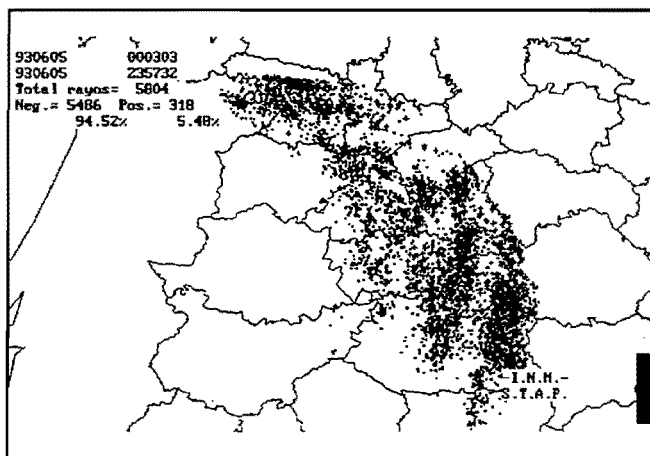 930605 000303
930605 235732
Total rayos= 5804
Neg.= 5486 Pos.= 318
94.52% 5.48%
-I.N.M.-
S.T.A.P.